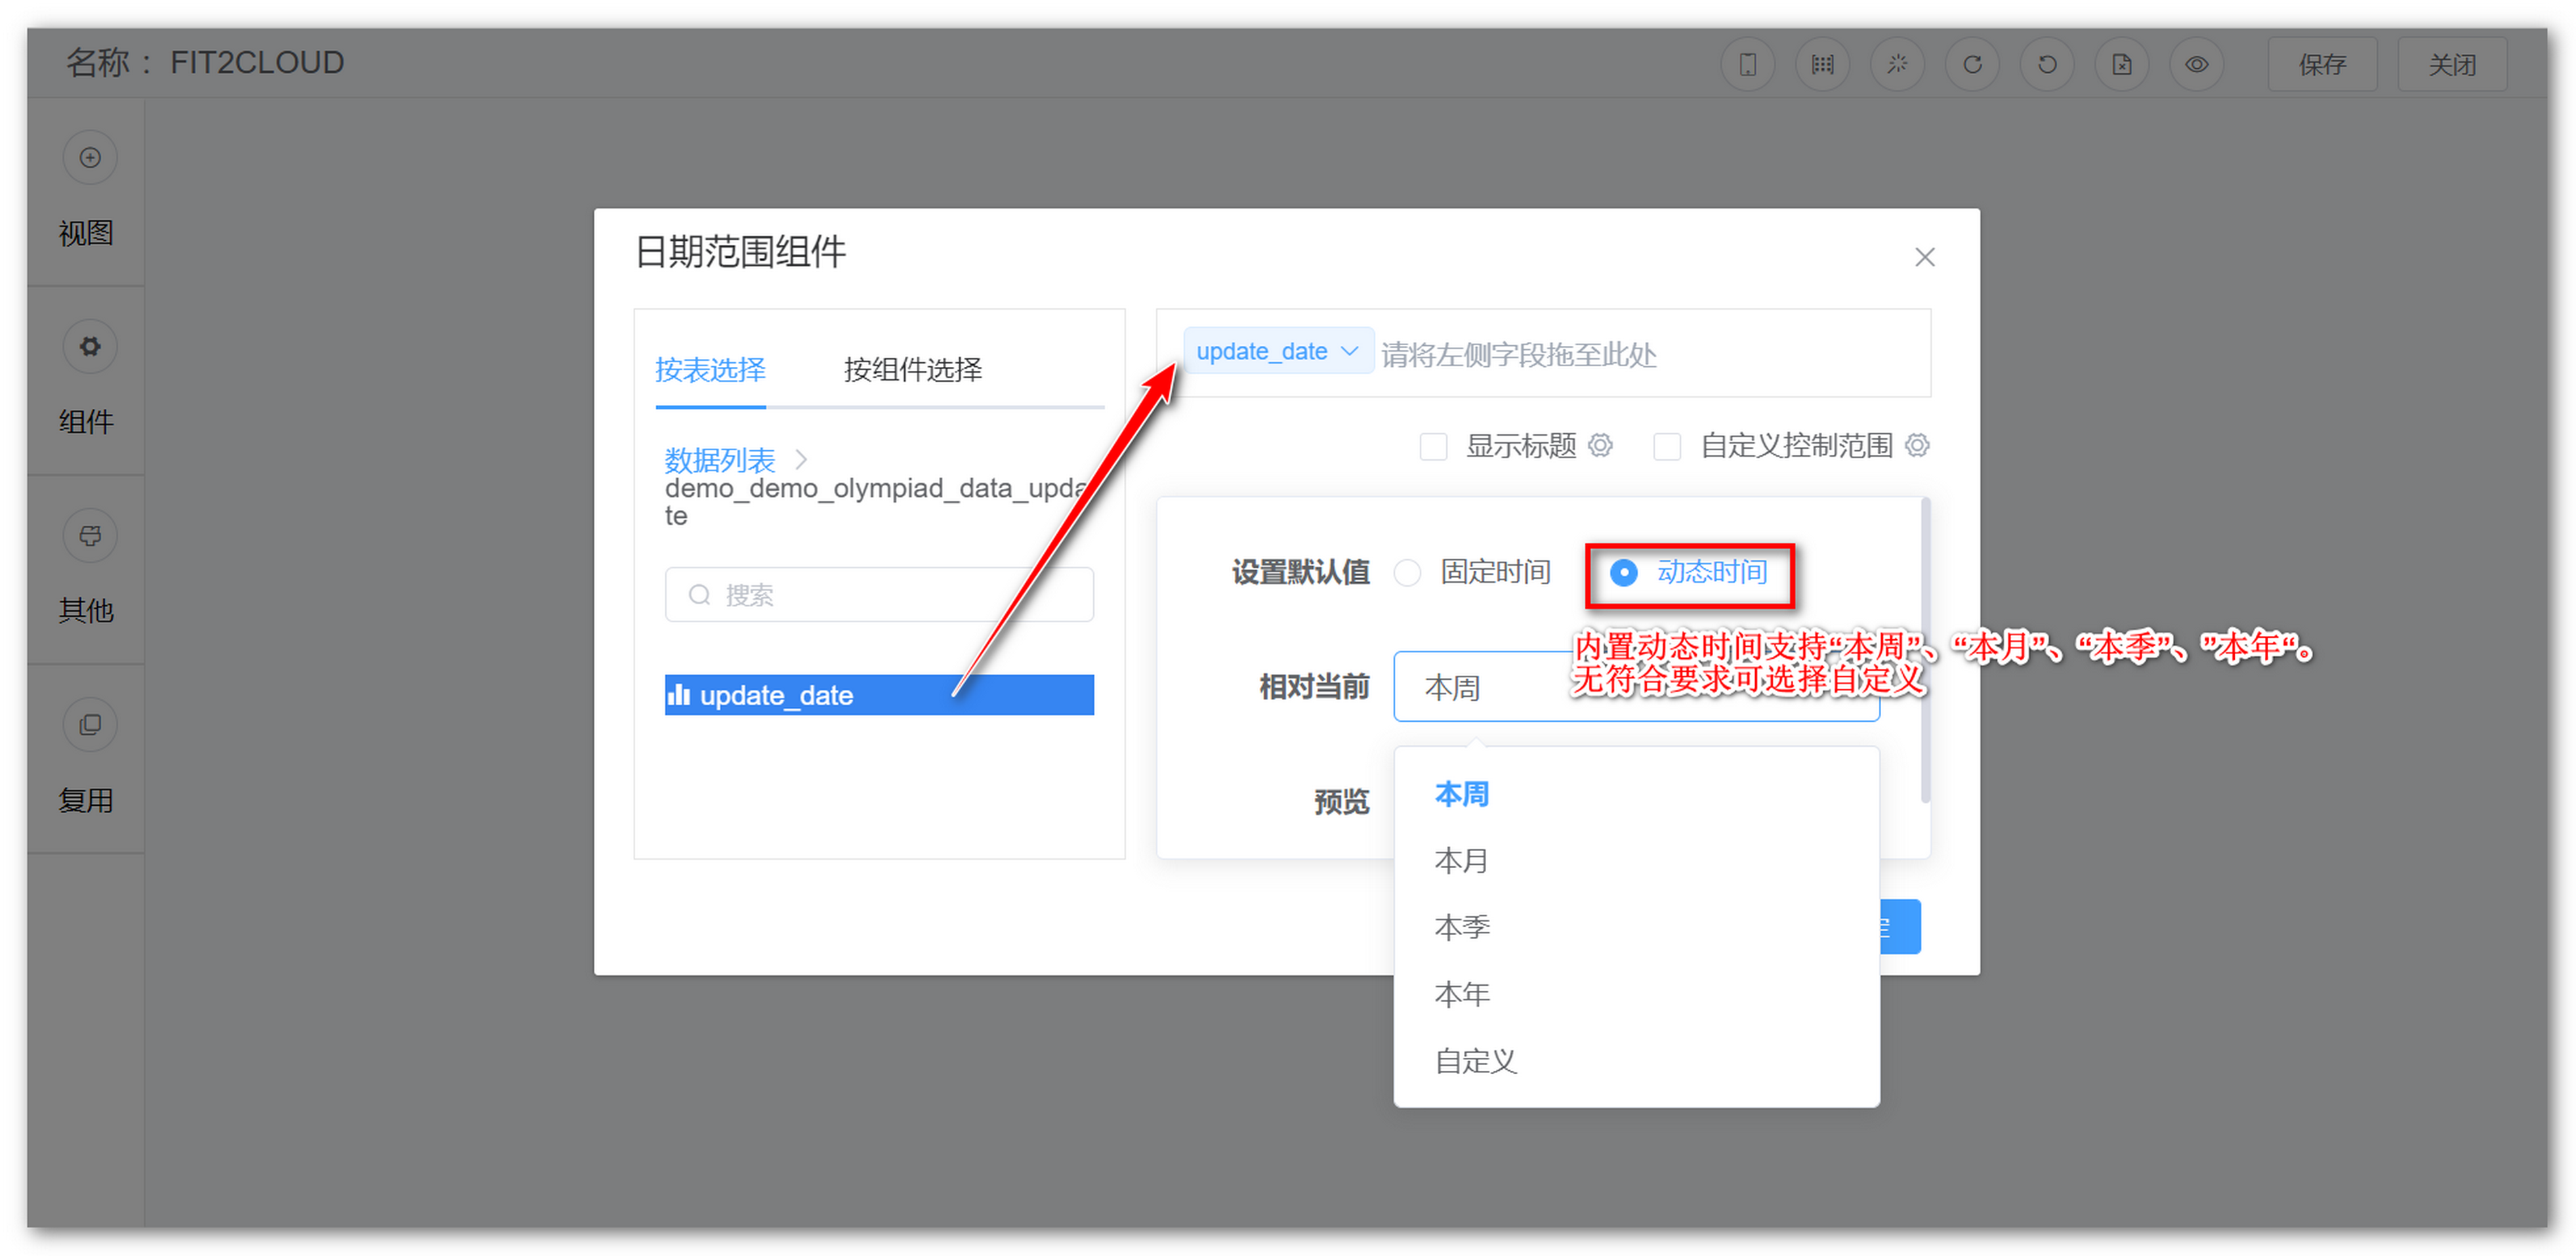 名称： FIT2CLOUD
保存
关闭
视图
组件
其他
复用
日期范围组件
按表选择
按组件选择
数据列表
demo_demo_olympiad_data_upda
te
搜索
update_date
update_date
请将左侧字段拖至此处
显示标题
自定义控制范围
设置默认值
固定时间
动态时间
内置动态时间支持“本周”、“本月”、“本季”、”本年“。
无符合要求可选择自定义
相对当前
本周
预览
本周
本月
本季
本年
自定义